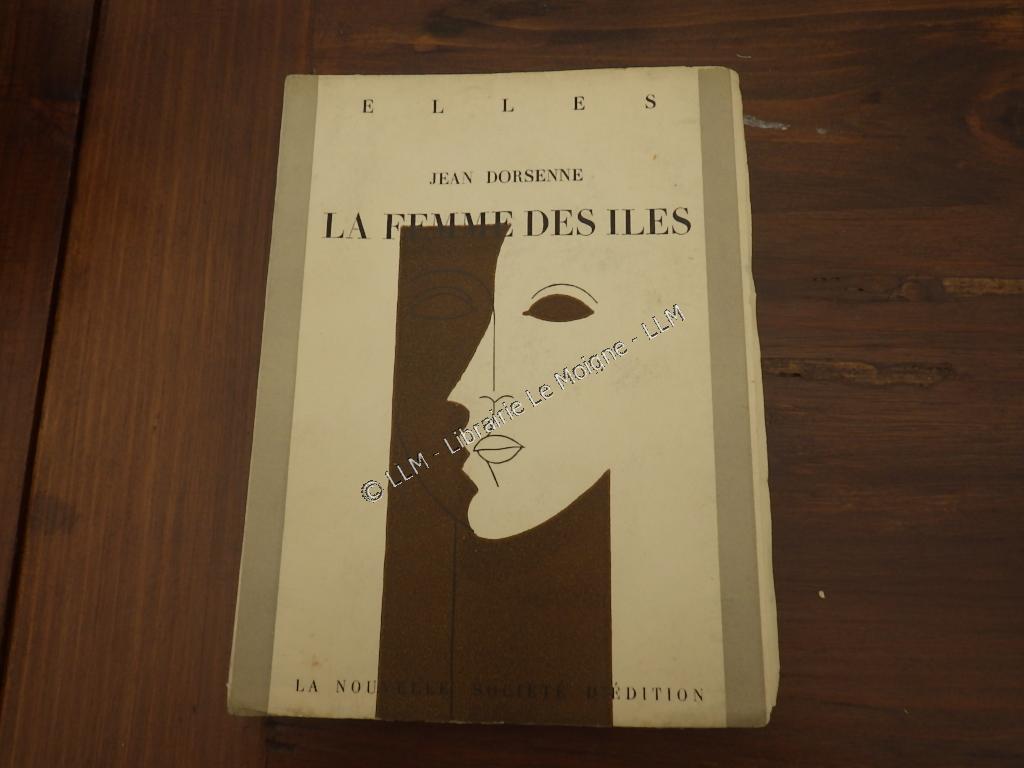 E L L E S
JEAN DORSENNE
LA FEMME DES ILES
© LLM - Librairie Le Moigne - LLM
LA NOUVELLE SOCIÉTÉ D'ÉDITION